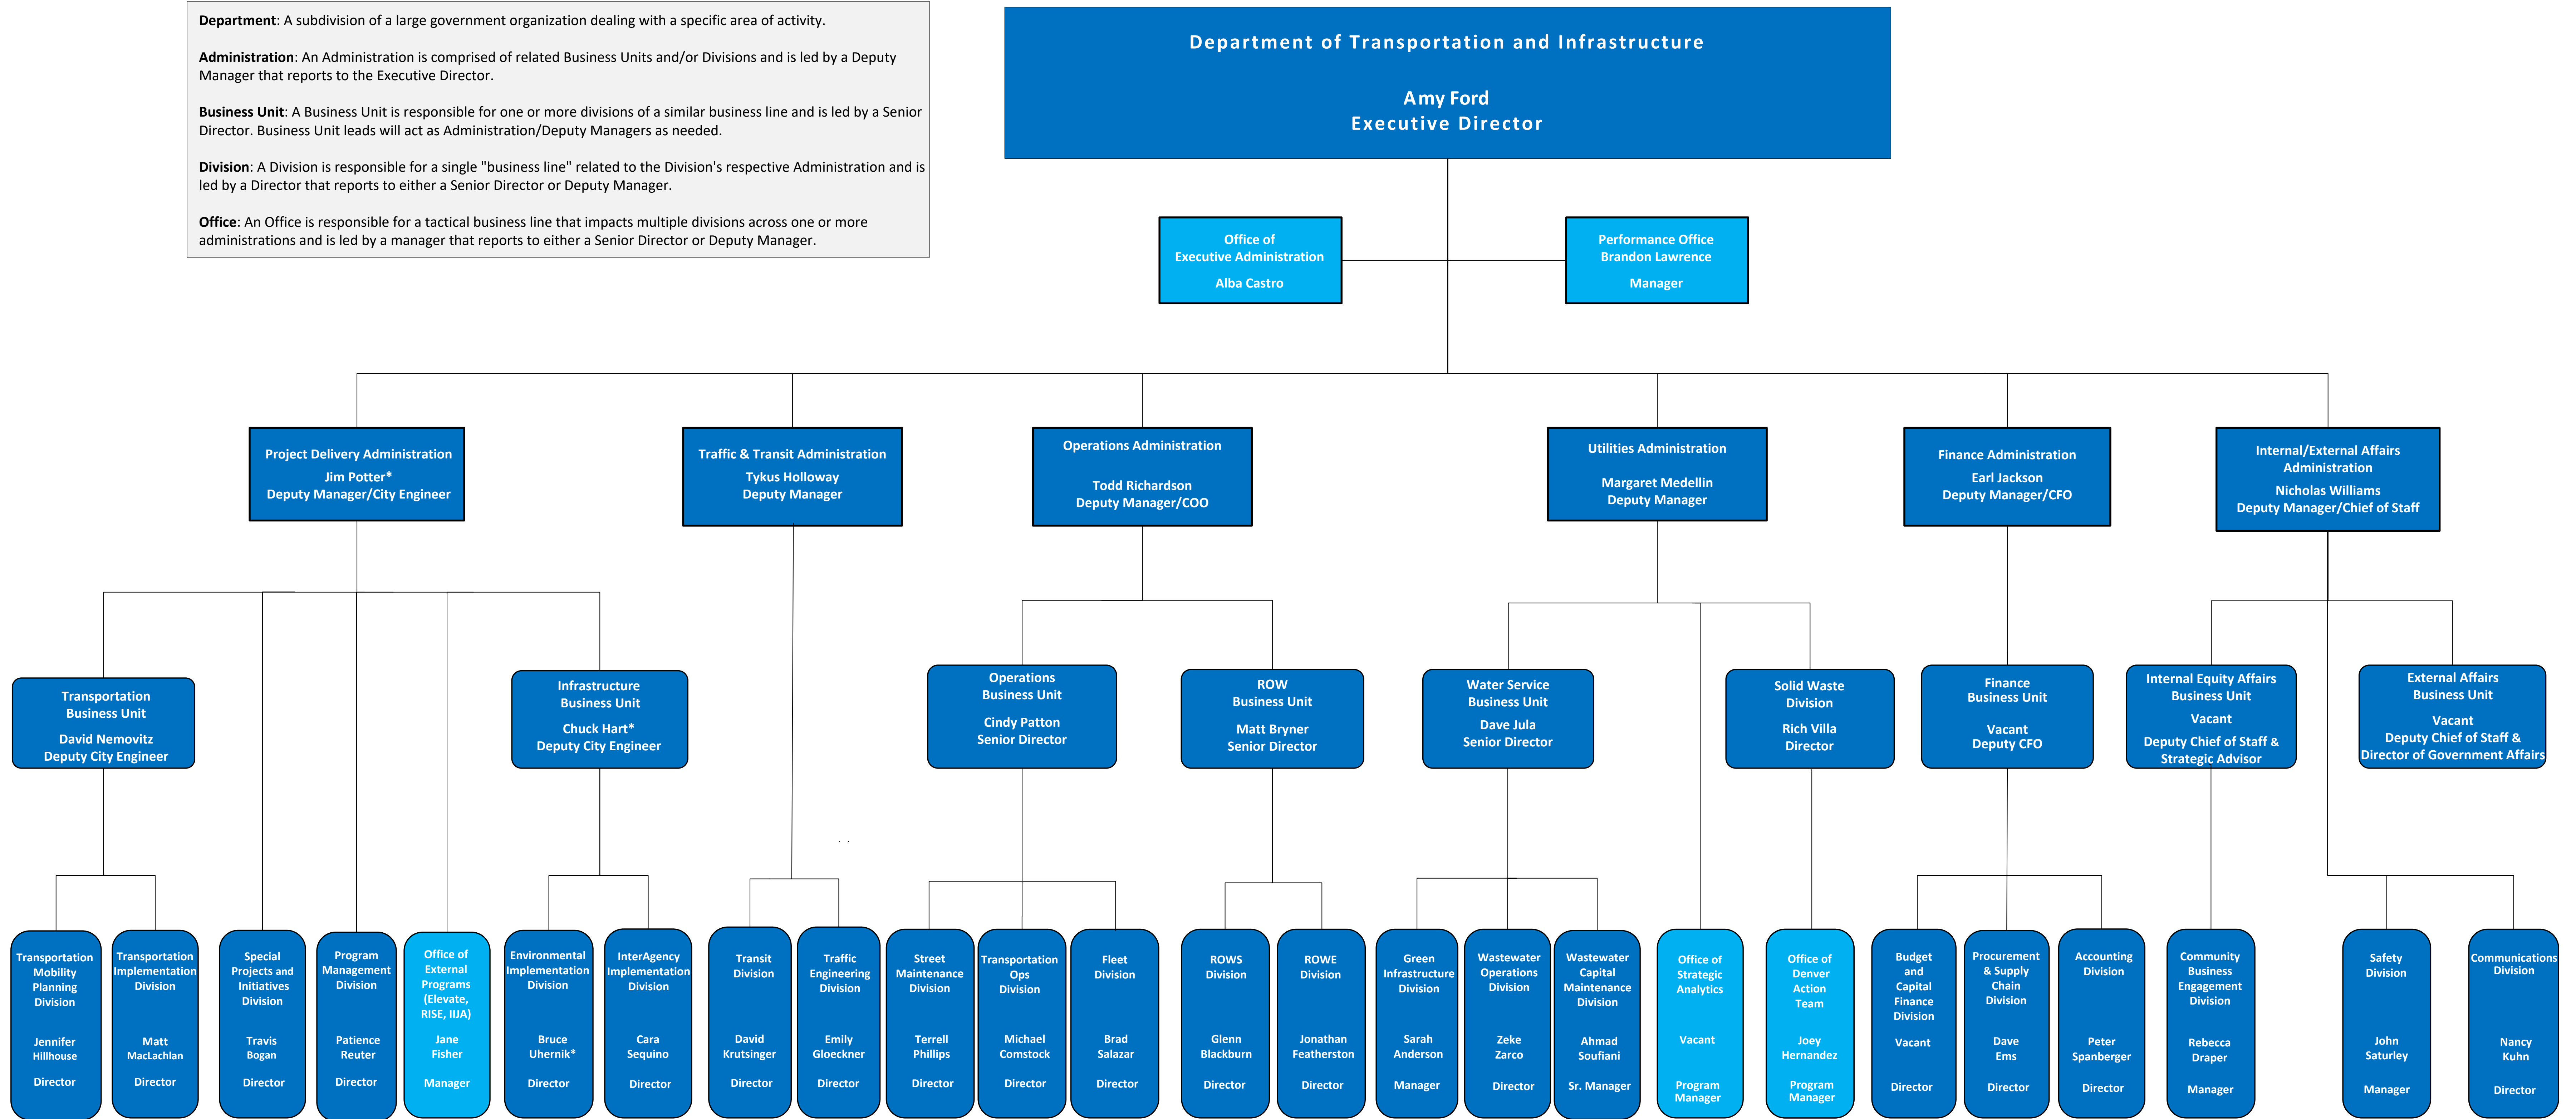 Department: A subdivision of a large government organization dealing with a specific area of activity.
Administration: An Administration is comprised of related Business Units and/or Divisions and is led by a Deputy
Manager that reports to the Executive Director.
Business Unit: A Business Unit is responsible for one or more divisions of a similar business line and is led by a Senior
Director. Business Unit leads will act as Administration/Deputy Managers as needed.
Division: A Division is responsible for a single "business line" related to the Division's respective Administration and is
led by a Director that reports to either a Senior Director or Deputy Manager.
Office: An Office is responsible for a tactical business line that impacts multiple divisions across one or more
administrations and is led by a manager that reports to either a Senior Director or Deputy Manager.
Department of Transportation and Infrastructure
Amy Ford
Executive Director
Office of
Executive Administration
Alba Castro
Performance Office
Brandon Lawrence
Manager
Project Delivery Administration
Jim Potter*
Deputy Manager/City Engineer
Traffic & Transit Administration
Tykus Holloway
Deputy Manager
Operations Administration
Todd Richardson
Deputy Manager/COO
Utilities Administration
Margaret Medellin
Deputy Manager
Finance Administration
Earl Jackson
Deputy Manager/CFO
Internal/External Affairs
Administration
Nicholas Williams
Deputy Manager/Chief of Staff
Transportation
Business Unit
David Nemovitz
Deputy City Engineer
Infrastructure
Business Unit
Chuck Hart*
Deputy City Engineer
Operations
Business Unit
Cindy Patton
Senior Director
ROW
Business Unit
Matt Bryner
Senior Director
Water Service
Business Unit
Dave Jula
Senior Director
Solid Waste
Division
Rich Villa
Director
Finance
Business Unit
Vacant
Deputy CFO
Internal Equity Affairs
Business Unit
Vacant
Deputy Chief of Staff &
Strategic Advisor
External Affairs
Business Unit
Vacant
Deputy Chief of Staff &
Director of Government Affairs
Transportation
Mobility
Planning
Division
Jennifer
Hillhouse
Director
Transportation
Implementation
Division
Matt
MacLachlan
Director
Special
Projects and
Initiatives
Division
Travis
Bogan
Director
Program
Management
Division
Patience
Reuter
Director
Office of
External
Programs
(Elevate,
RISE, IIJA)
Jane
Fisher
Manager
Environmental
Implementation
Division
Bruce
Uhernik*
Director
InterAgency
Implementation
Division
Cara
Sequino
Director
Transit
Division
David
Krutsinger
Director
Traffic
Engineering
Division
Emily
Gloeckner
Director
Street
Maintenance
Division
Terrell
Phillips
Director
Transportation
Ops
Division
Michael
Comstock
Director
Fleet
Division
Brad
Salazar
Director
ROWS
Division
Glenn
Blackburn
Director
ROWE
Division
Jonathan
Featherston
Director
Green
Infrastructure
Division
Sarah
Anderson
Manager
Wastewater
Operations
Division
Zeke
Zarco
Director
Wastewater
Capital
Maintenance
Division
Ahmad
Soufiani
Sr. Manager
Office of
Strategic
Analytics
Vacant
Program
Manager
Office of
Denver
Action
Team
Joey
Hernandez
Program
Manager
Budget
and
Capital
Finance
Division
Vacant
Director
Procurement
& Supply
Chain
Division
Dave
Ems
Director
Accounting
Division
Peter
Spanberger
Director
Community
Business
Engagement
Division
Rebecca
Draper
Manager
Safety
Division
John
Saturley
Manager
Communications
Division
Nancy
Kuhn
Director